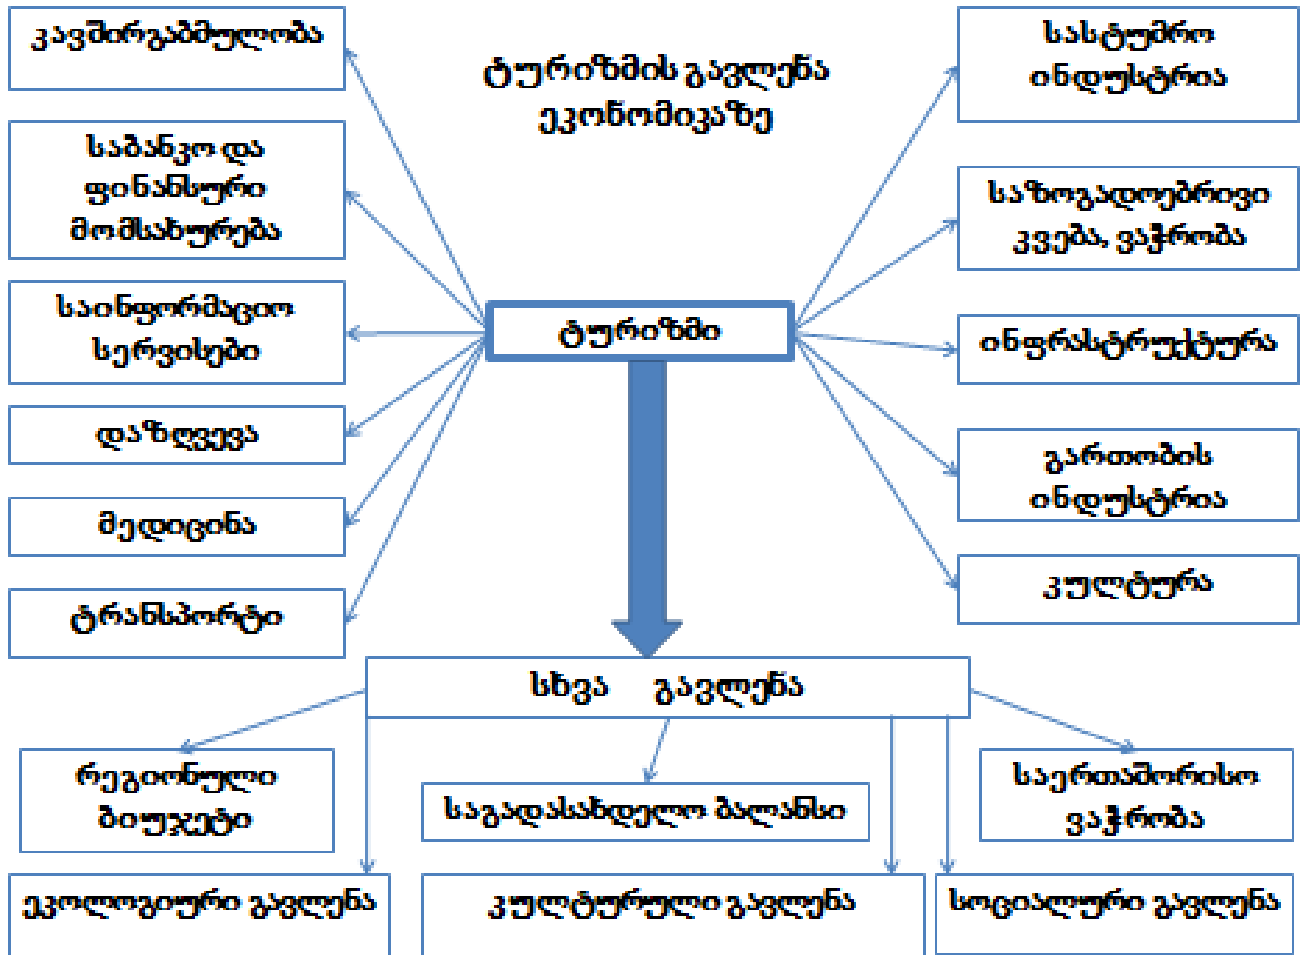 ტურიზმის გავლენა
ეკონომიკაზე
კავშირგაბმულობა
საბანკო და
ფინანსური
მომსახურება
საინფორმაციო
სერვისები
დაზღვევა
მედიცინა
ტრანსპორტი
ტურიზმი
სასტუმრო
ინდუსტრია
საზოგადოებრივი
კვება, ვაჭრობა
ინფრასტრუქტურა
გართობის
ინდუსტრია
კულტურა
სხვა გავლენა
რეგიონული
ბიუჯეტი
საგადასახდელო ბალანსი
საერთაშორისო
ვაჭრობა
ეკოლოგიური გავლენა
კულტურული გავლენა
სოციალური გავლენა